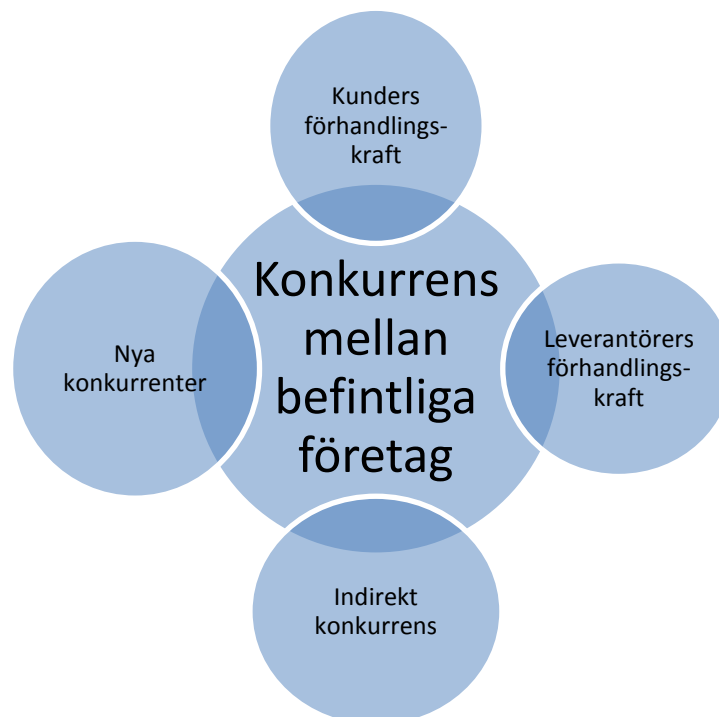 Kunders
förhandlings-
kraft
Konkurrens
mellan
befintliga
företag
Nya
konkurrenter
Leverantörers
förhandlings-
kraft
Indirekt
konkurrens